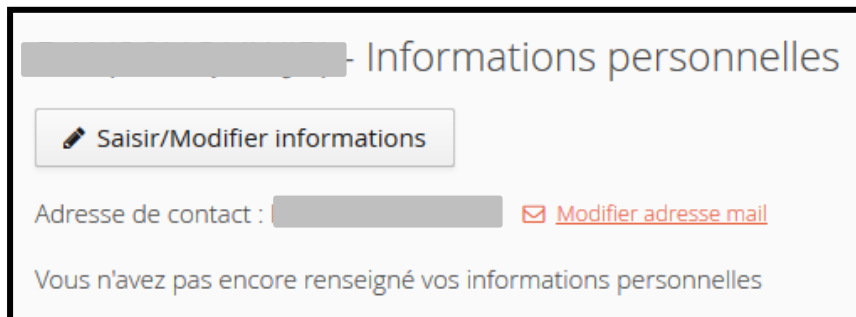 - Informations personnelles
Saisir/Modifier informations
Adresse de contact : Modifier adresse mail
Vous n'avez pas encore renseigné vos informations personnelles